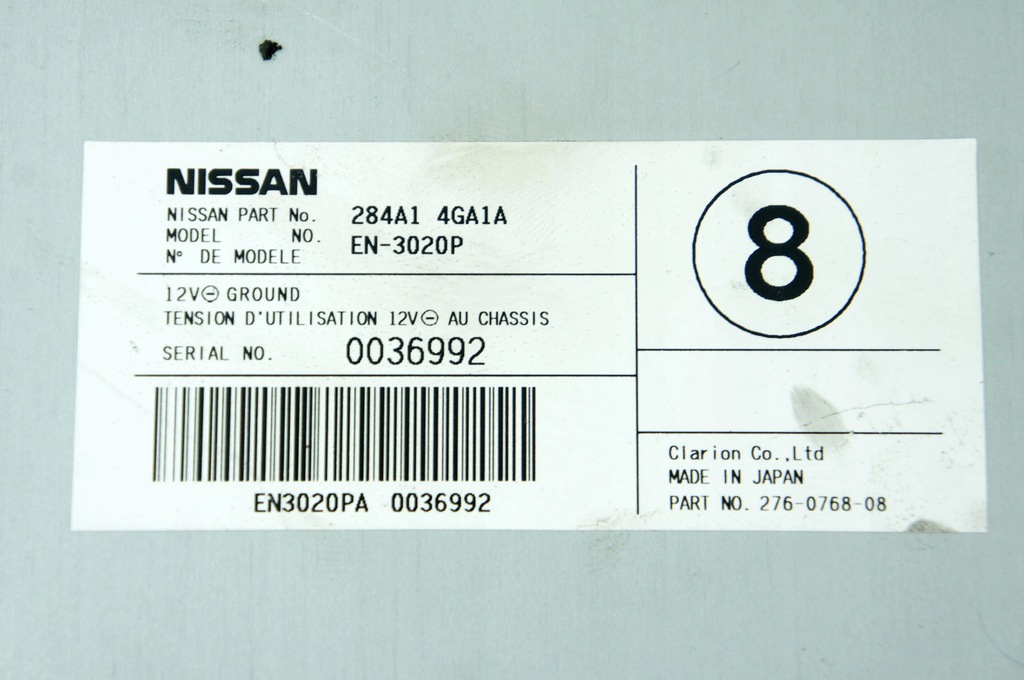 NISSAN
NISSAN PART No. 284A1 4GA1A
MODEL NO. EN-3020P
N° DE MODELE
12V⊖ GROUND
TENSION D'UTILISATION 12V⊖ AU CHASSIS
SERIAL NO. 0036992
EN3020PA 0036992
8
Clarion Co.,Ltd
MADE IN JAPAN
PART NO. 276-0768-08